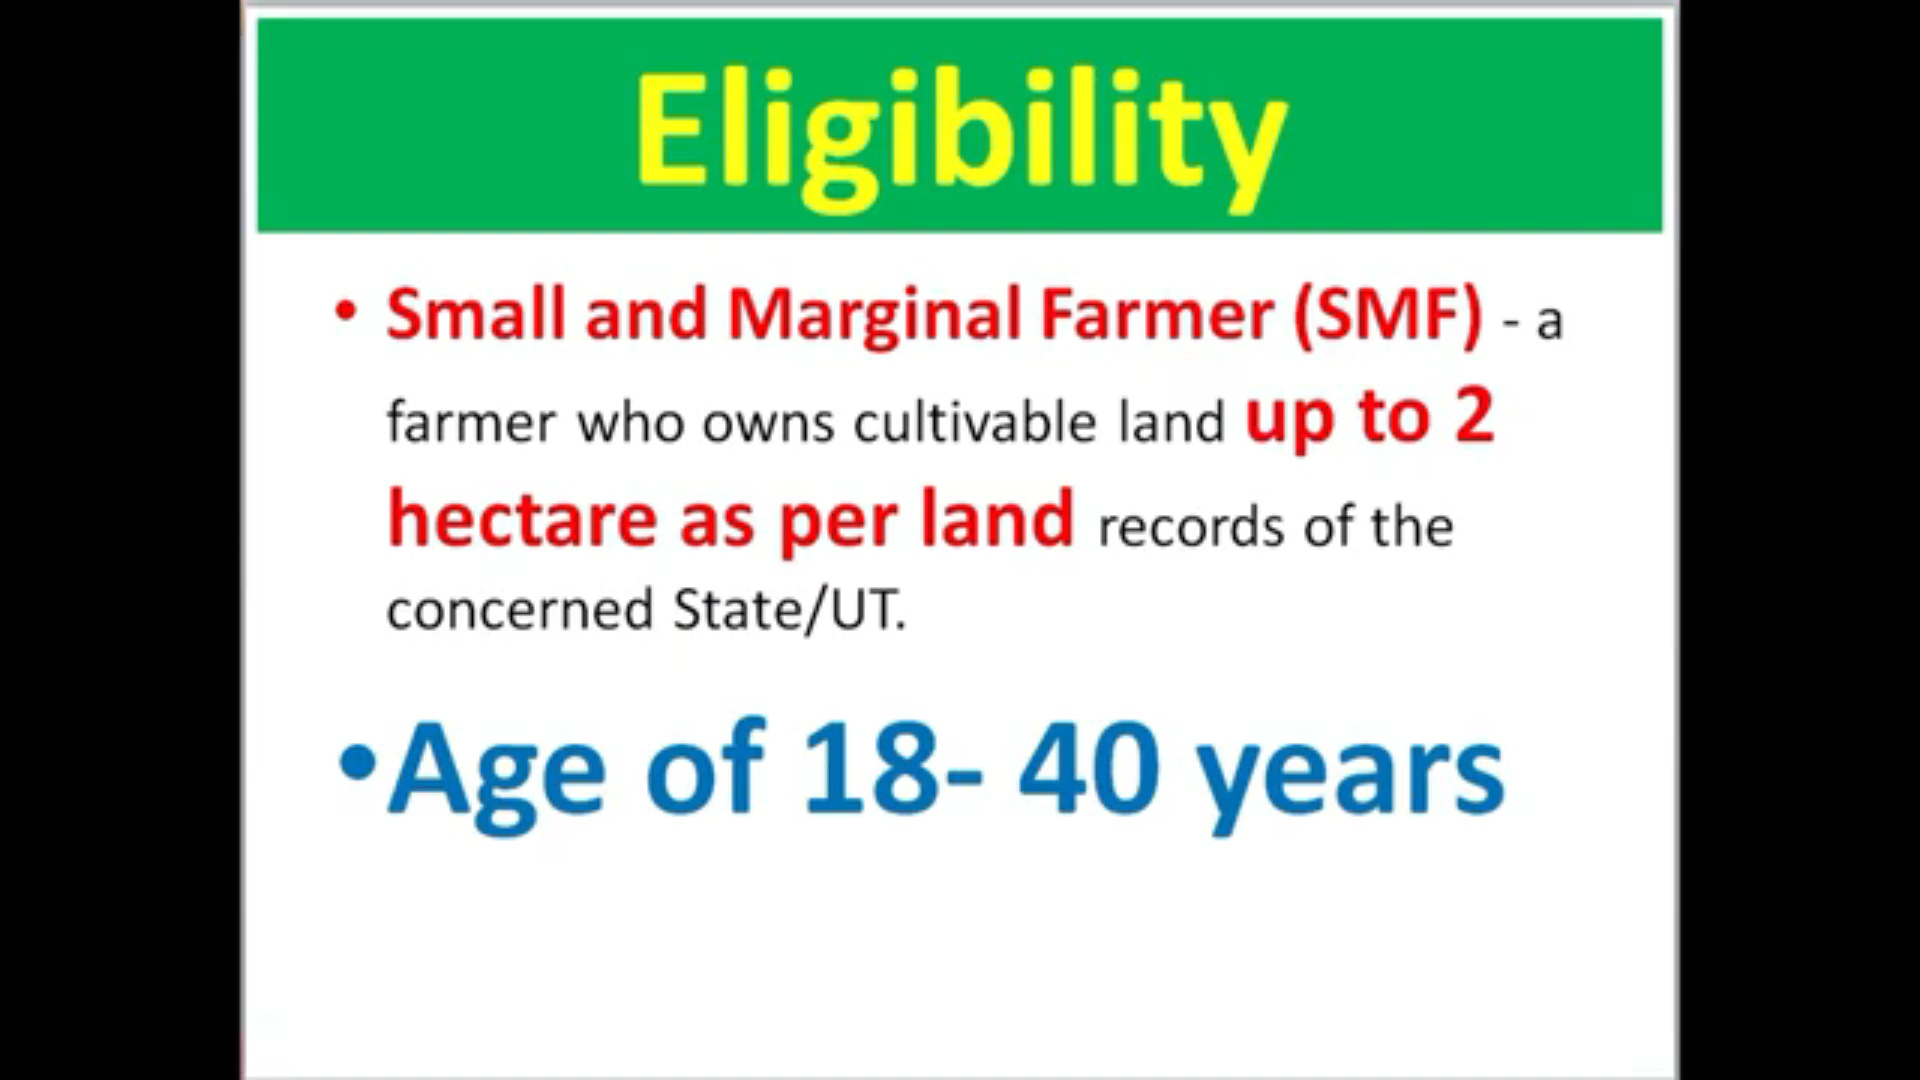 Eligibility
• Small and Marginal Farmer (SMF) - a
farmer who owns cultivable land up to 2
hectare as per land records of the
concerned State/UT.
•Age of 18- 40 years